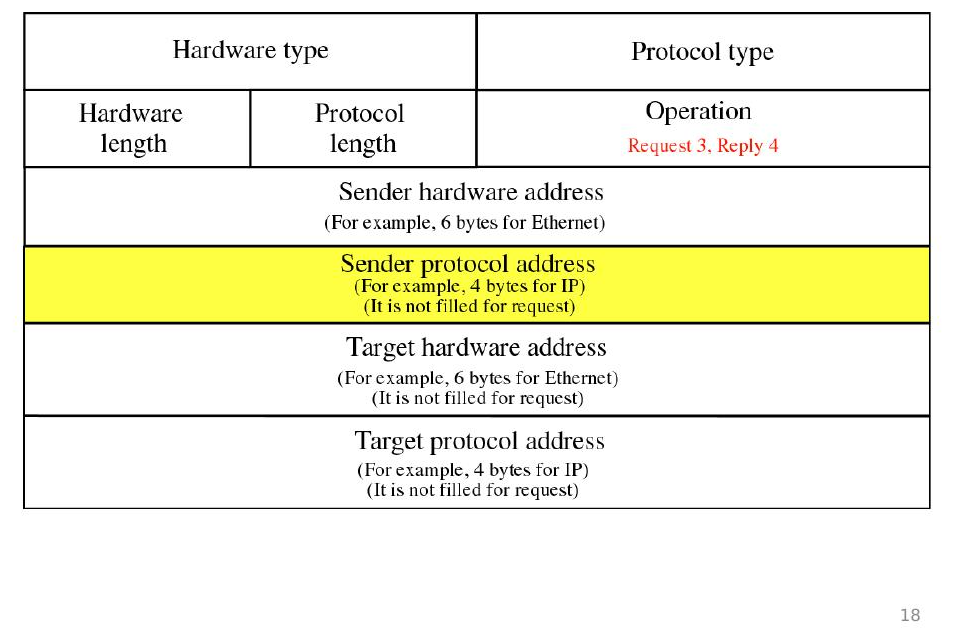 Hardware type
Protocol type
Hardware
length
Protocol
length
Operation
Request 3, Reply 4
Sender hardware address
(For example, 6 bytes for Ethernet)
Sender protocol address
(For example, 4 bytes for IP)
(It is not filled for request)
Target hardware address
(For example, 6 bytes for Ethernet)
(It is not filled for request)
Target protocol address
(For example, 4 bytes for IP)
(It is not filled for request)
18